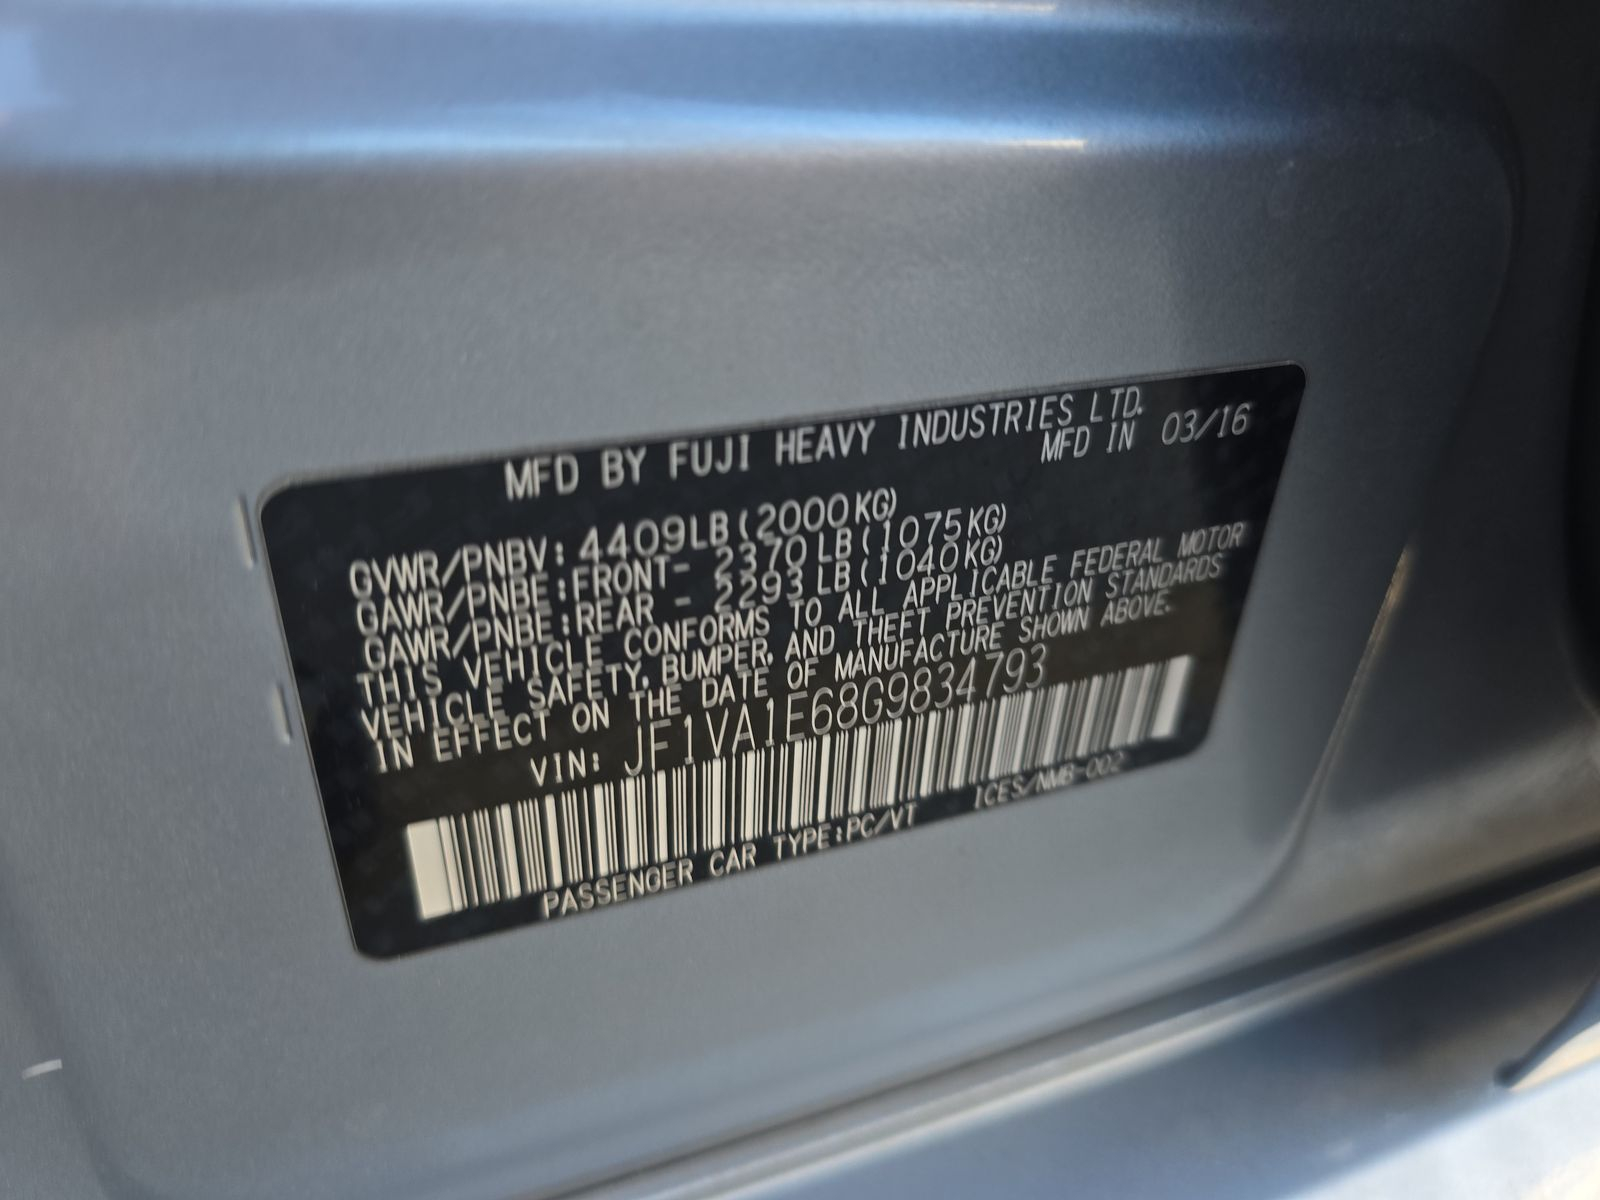 MFD BY FUJI HEAVY INDUSTRIES LTD.
MFD IN 03/16
GVWR/PNBV: 4409LB (2000KG)
GAWR/PNBE:FRONT- 2370LB (1075KG)
GAWR/PNBE:REAR - 2293LB (1040KG)
THIS VEHICLE CONFORMS TO ALL APPLICABLE FEDERAL MOTOR
VEHICLE SAFETY, BUMPER, AND THEFT PREVENTION STANDARDS
IN EFFECT ON THE DATE OF MANUFACTURE SHOWN ABOVE.
VIN: JF1VA1E68G9834793
PASSENGER CAR TYPE:PC/VT ICES/NMB-002